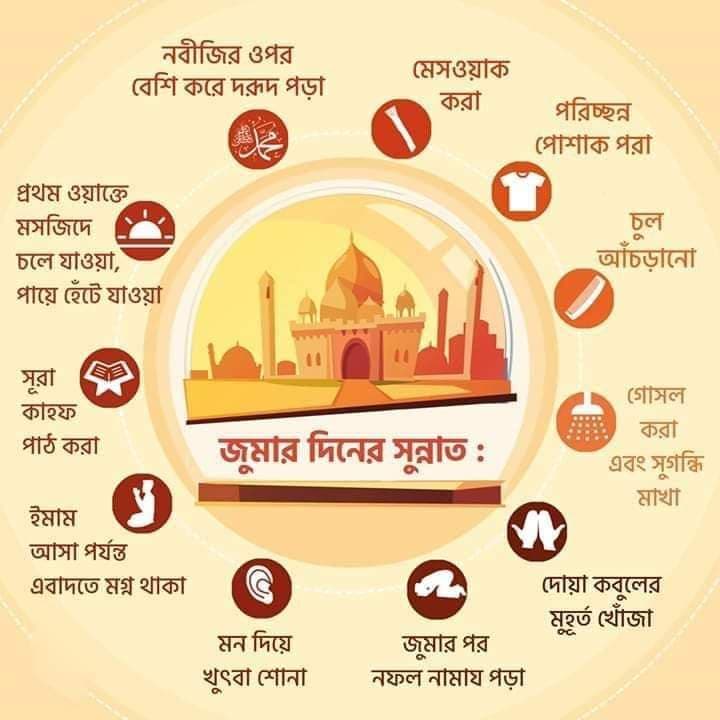 জুমার দিনের সুন্নাত :
নবীজির ওপর
বেশি করে দরূদ পড়া
محمد
মেসওয়াক
করা
পরিচ্ছন্ন
পোশাক পরা
চুল
আঁচড়ানো
গোসল
করা
এবং সুগন্ধি
মাখা
দোয়া কবুলের
মুহূর্ত খোঁজা
জুমার পর
নফল নামায পড়া
মন দিয়ে
খুৎবা শোনা
ইমাম
আসা পর্যন্ত
এবাদতে মগ্ন থাকা
সূরা
কাহফ
পাঠ করা
প্রথম ওয়াক্তে
মসজিদে
চলে যাওয়া,
পায়ে হেঁটে যাওয়া